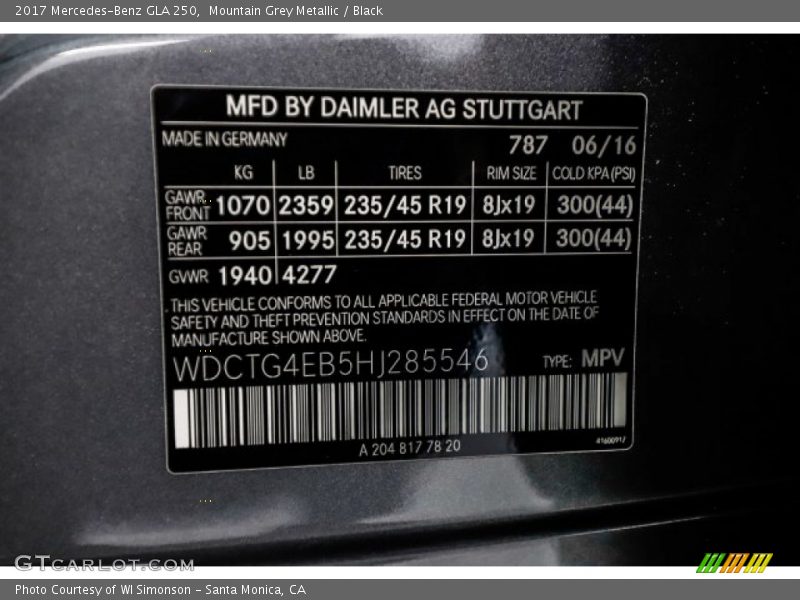 2017 Mercedes-Benz GLA 250,  Mountain Grey Metallic / Black
MFD BY DAIMLER AG STUTTGART
MADE IN GERMANY 787 06/16
KG LB TIRES RIM SIZE COLD KPA (PSI)
GAWR FRONT 1070 2359 235/45 R19 8Jx19 300(44)
GAWR REAR 905 1995 235/45 R19 8Jx19 300(44)
GVWR 1940 4277
THIS VEHICLE CONFORMS TO ALL APPLICABLE FEDERAL MOTOR VEHICLE
SAFETY AND THEFT PREVENTION STANDARDS IN EFFECT ON THE DATE OF
MANUFACTURE SHOWN ABOVE.
WDCTG4EB5HJ285546 TYPE: MPV
A 204 817 78 20
GTCARLOT.COM
Photo Courtesy of WI Simonson - Santa Monica, CA